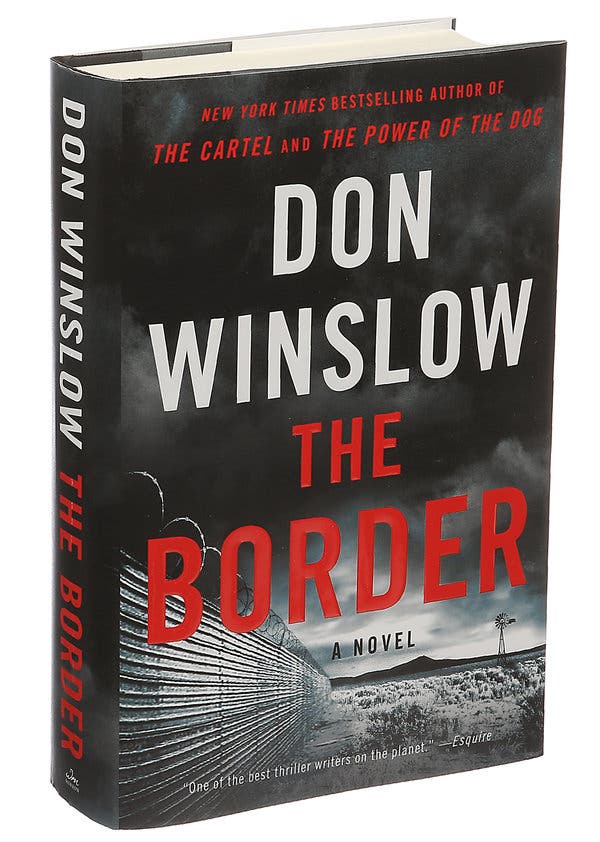 NEW YORK TIMES BESTSELLING AUTHOR OF
THE CARTEL AND THE POWER OF THE DOG
DON
WINSLOW
THE
BORDER
A NOVEL
"One of the best thriller writers on the planet." —Esquire
DON WINSLOW THE BORDER